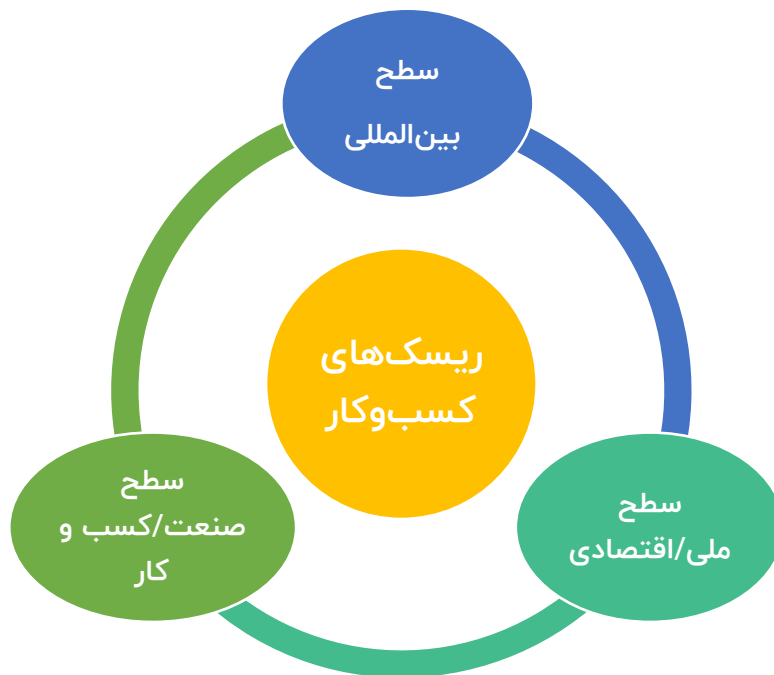 سطح
بین‌المللی
ریسک‌های
کسب‌وکار
سطح
ملی/اقتصادی
سطح
صنعت/کسب و
کار